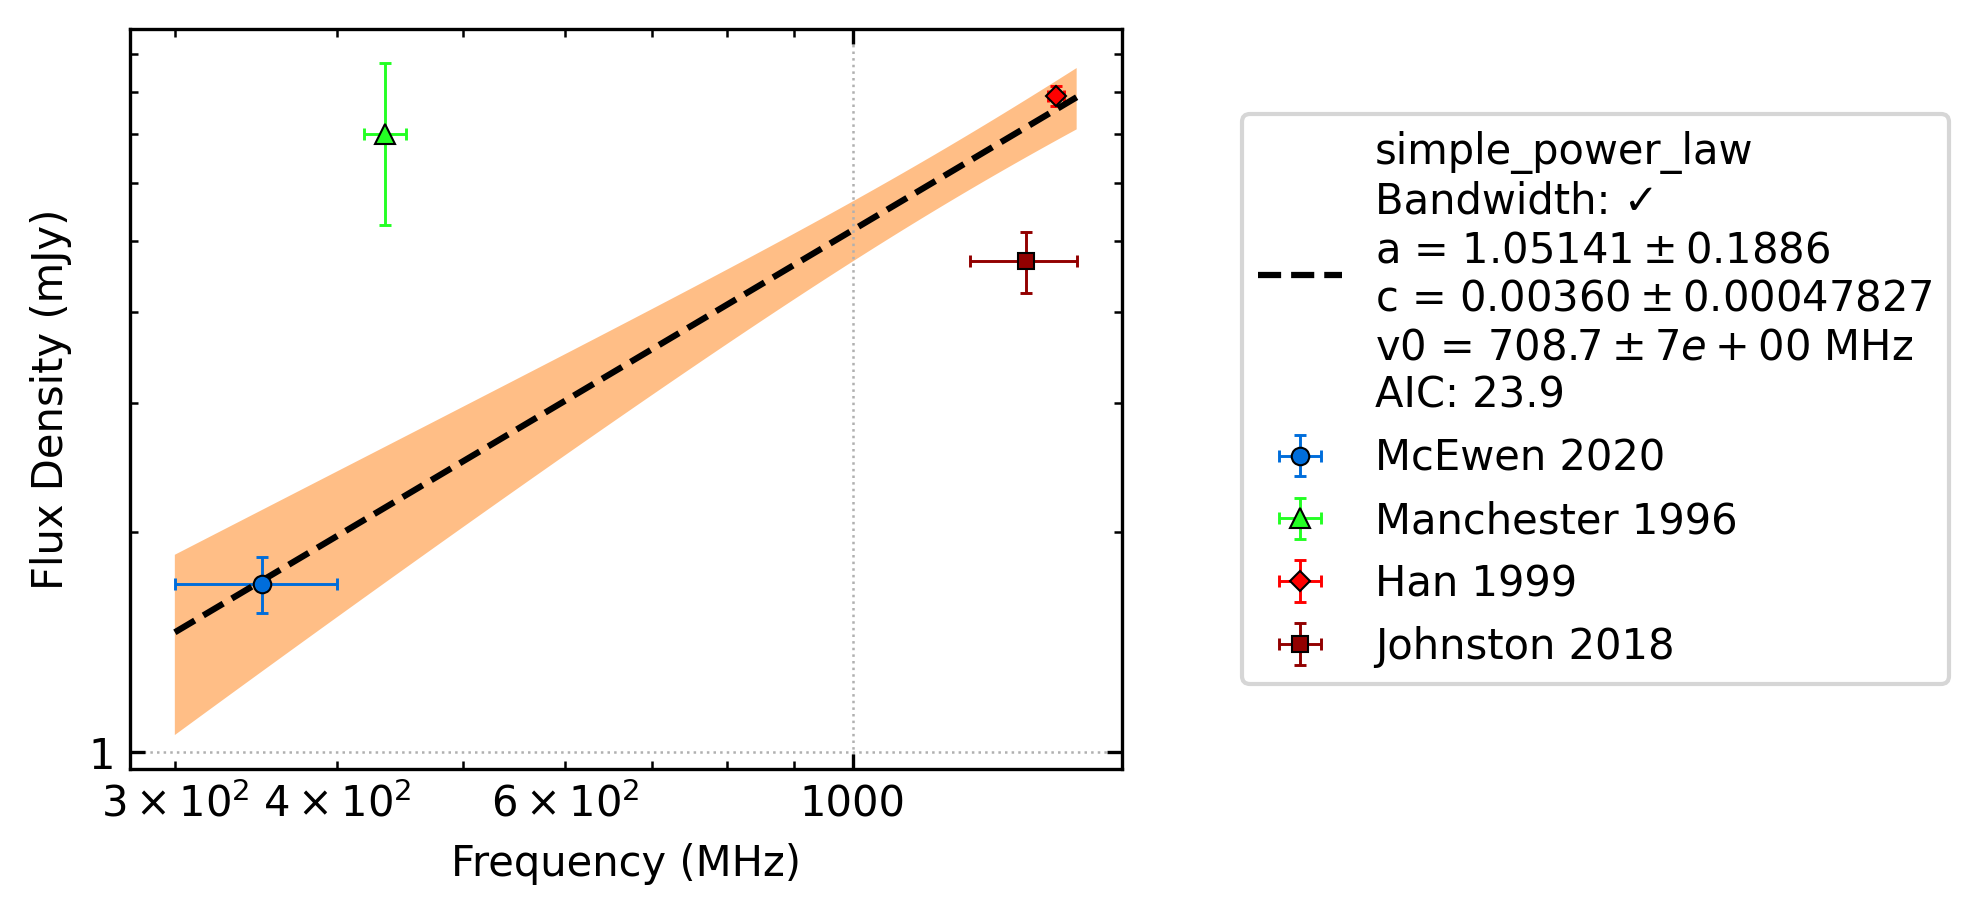 Flux Density (mJy)
1
3 × 10² 4 × 10² 6 × 10² 1000
Frequency (MHz)
simple_power_law
Bandwidth: ✓
a = 1.05141 ± 0.1886
c = 0.00360 ± 0.00047827
v0 = 708.7 ± 7e + 00 MHz
AIC: 23.9
McEwen 2020
Manchester 1996
Han 1999
Johnston 2018